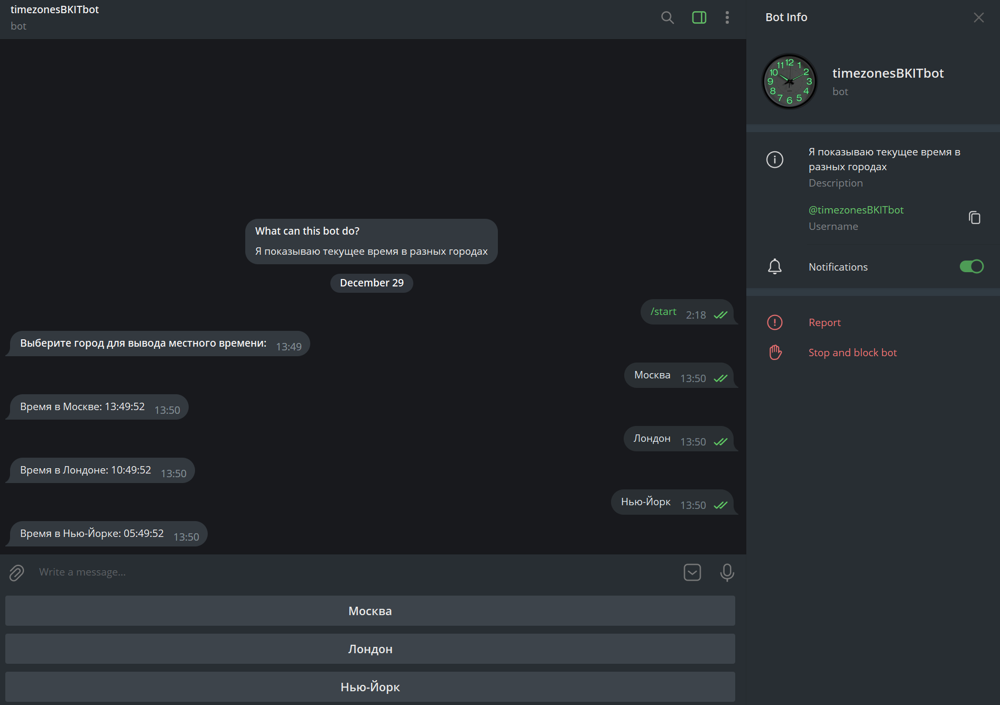 timezonesBKITbot
bot
What can this bot do?
Я показываю текущее время в разных городах
December 29
/start 2:18
Выберите город для вывода местного времени: 13:49
Москва 13:50
Время в Москве: 13:49:52 13:50
Лондон 13:50
Время в Лондоне: 10:49:52 13:50
Нью-Йорк 13:50
Время в Нью-Йорке: 05:49:52 13:50
Write a message...
Москва
Лондон
Нью-Йорк
Bot Info
12
11 1
10 2
9 3
8 4
7 5
6
timezonesBKITbot
bot
Я показываю текущее время в
разных городах
Description
@timezonesBKITbot
Username
Notifications
Report
Stop and block bot